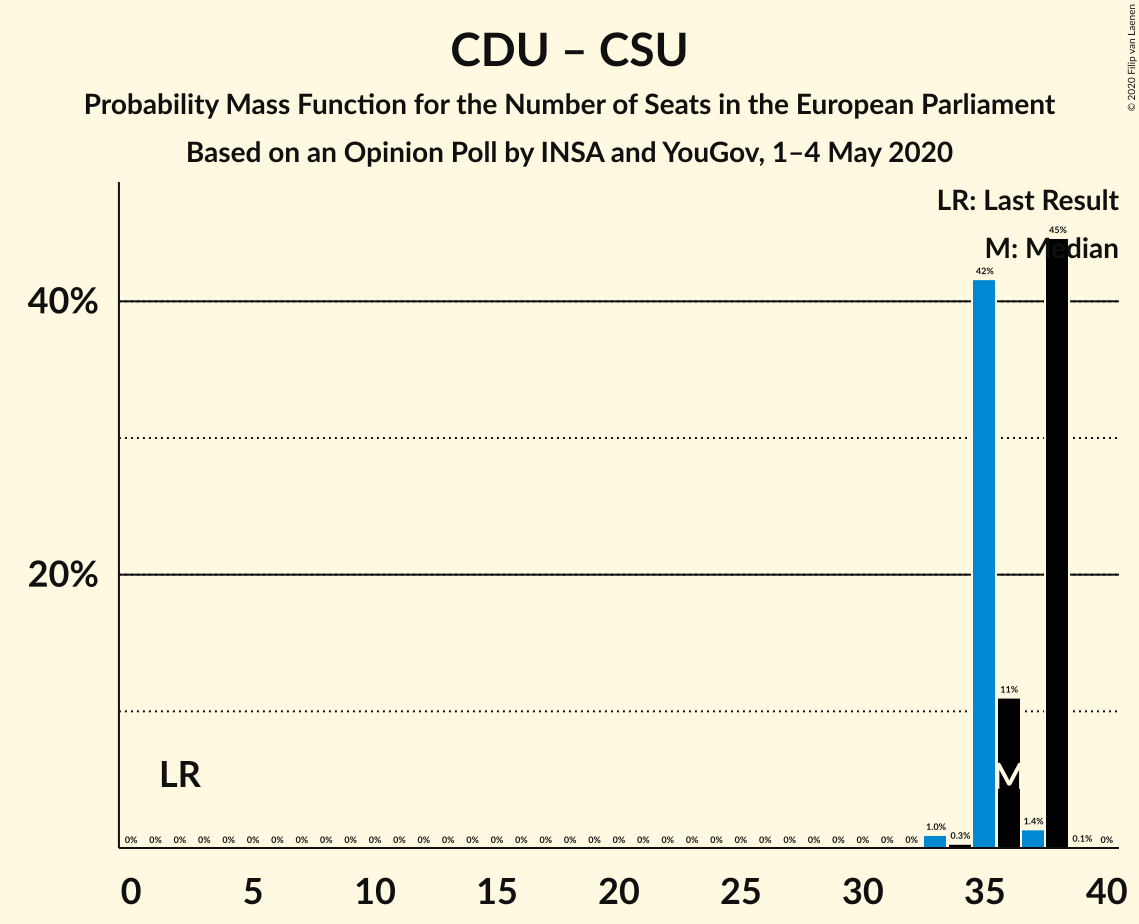 CDU – CSU
Probability Mass Function for the Number of Seats in the European Parliament
Based on an Opinion Poll by INSA and YouGov, 1–4 May 2020
© 2020 Filip van Laenen
LR: Last Result
M: Median
45%
42%
40%
20%
11%
LR
M
0% 0% 0% 0% 0% 0% 0% 0% 0% 0% 0% 0% 0% 0% 0% 0% 0% 0% 0% 0% 0% 0% 0% 0% 0% 0% 0% 0% 0% 0% 0% 0% 0% 1.0% 0.3% 1.4% 0.1% 0%
0 5 10 15 20 25 30 35 40